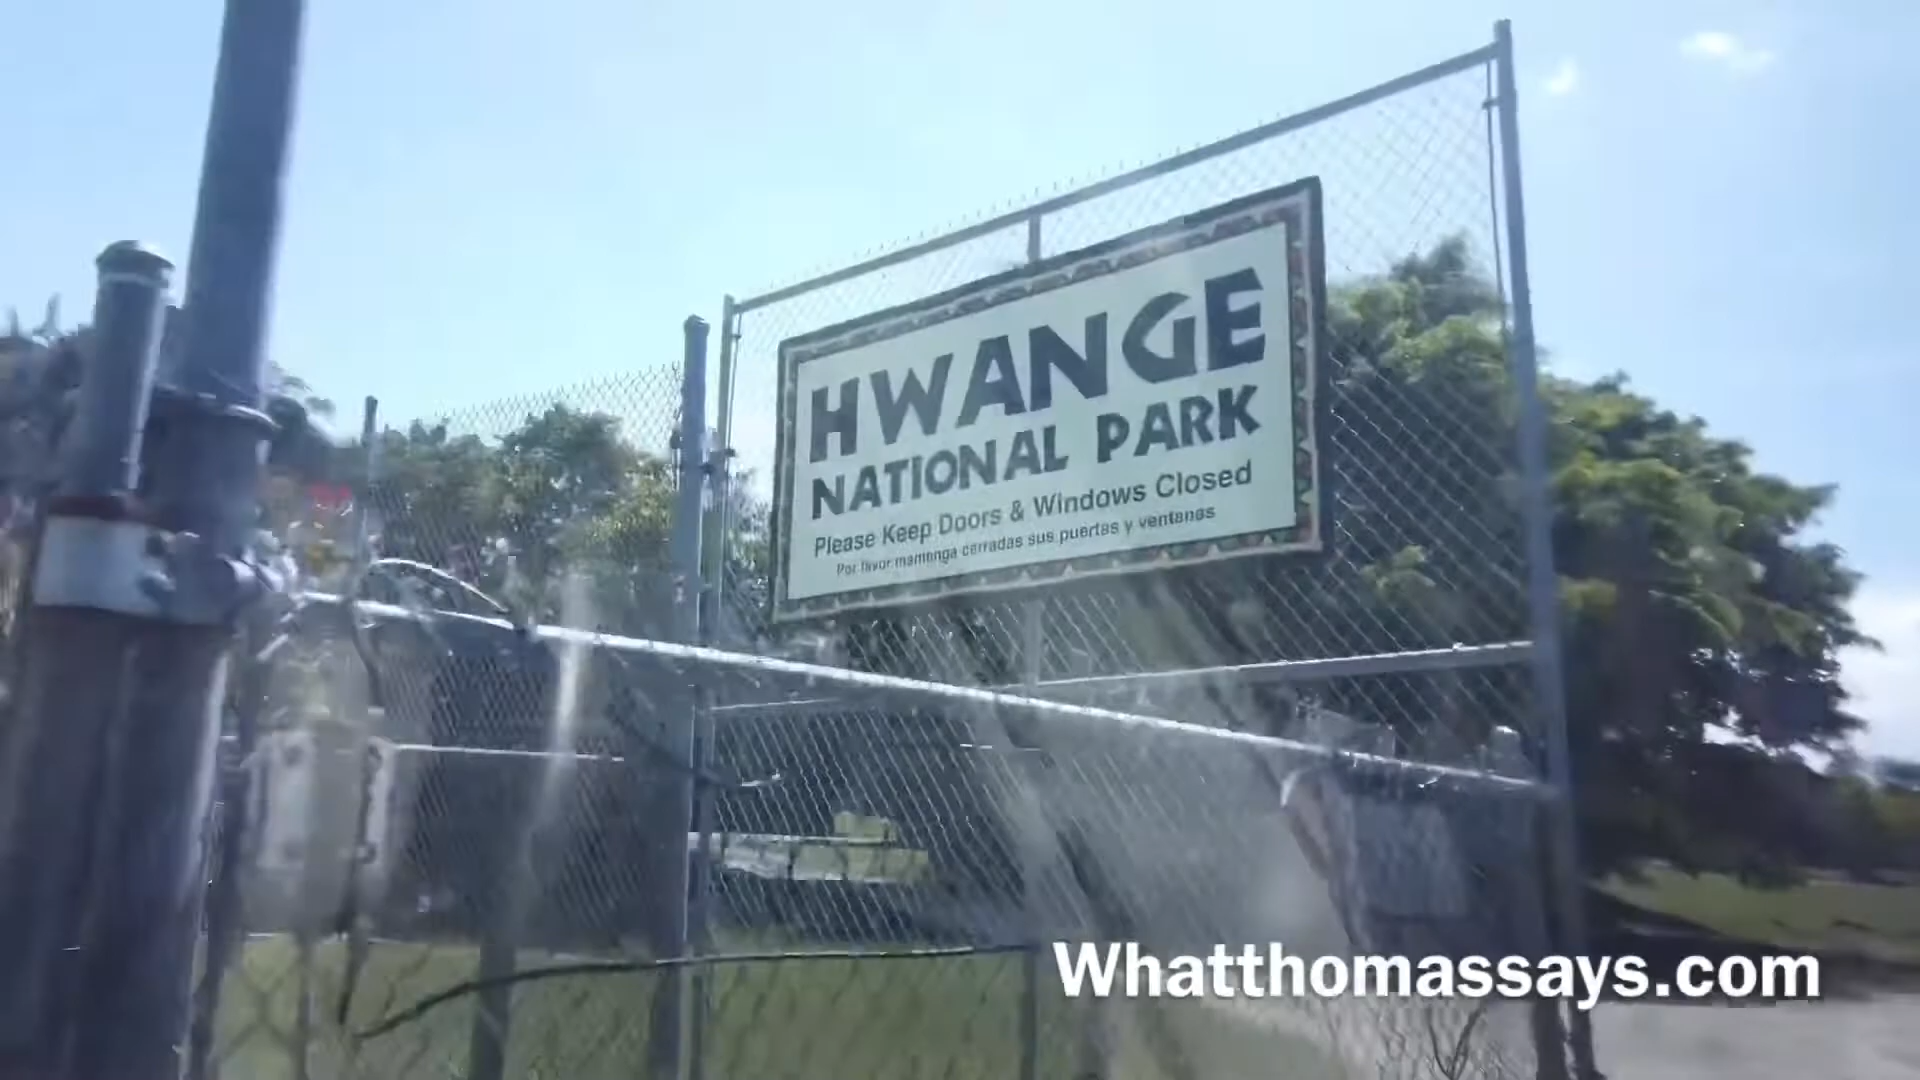 HWANGE
NATIONAL PARK
Please Keep Doors & Windows Closed
Por favor mantenga cerradas sus puertas y ventanas
Whatthomassays.com